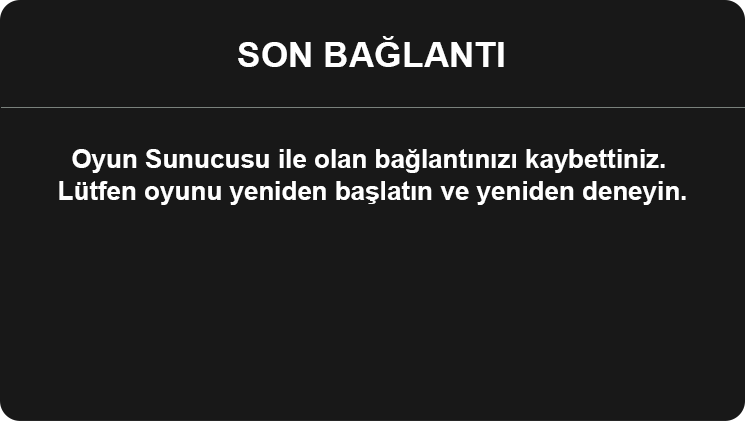 SON BAĞLANTI
Oyun Sunucusu ile olan bağlantınızı kaybettiniz.
Lütfen oyunu yeniden başlatın ve yeniden deneyin.